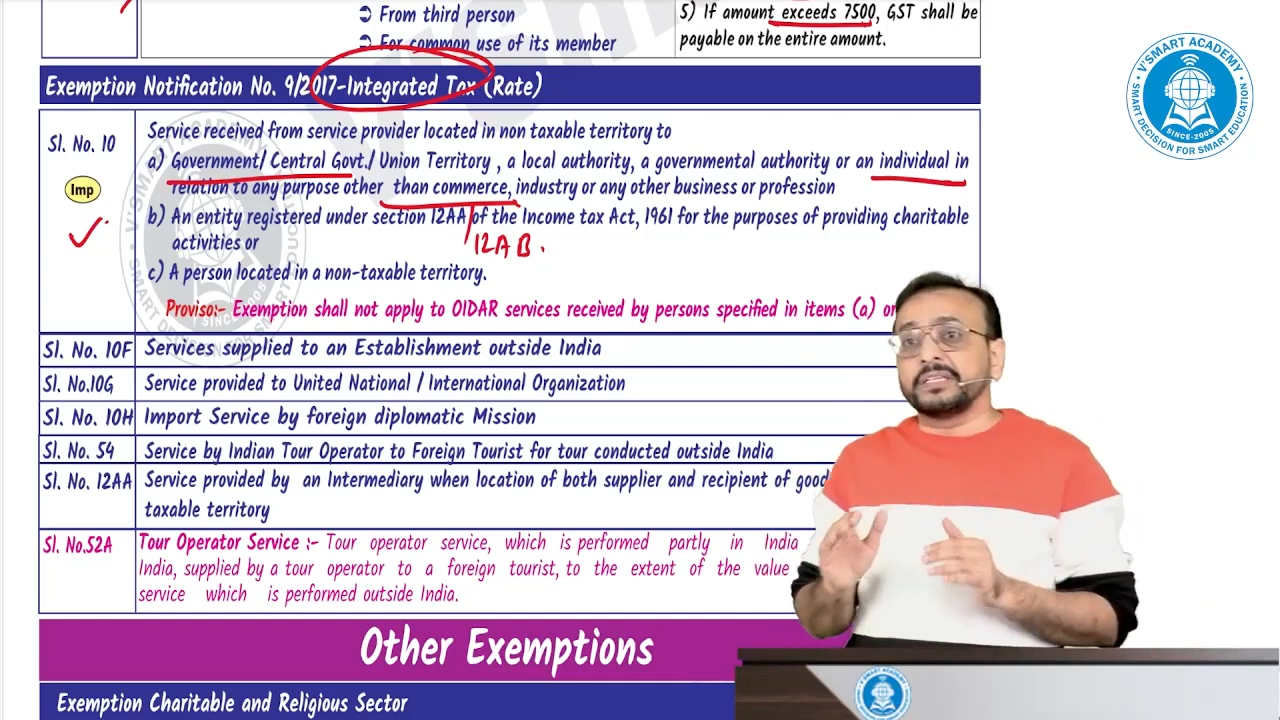 From third person
For common use of its member
5) If amount exceeds 7500, GST shall be
payable on the entire amount.
Exemption Notification No. 9/2017-Integrated Tax (Rate)
Sl. No. 10
Imp
Service received from service provider located in non taxable territory to
a) Government/ Central Govt./ Union Territory , a local authority, a governmental authority or an individual in
relation to any purpose other than commerce, industry or any other business or profession
b) An entity registered under section 12AA of the Income tax Act, 1961 for the purposes of providing charitable
activities or
12AB.
c) A person located in a non-taxable territory.
Proviso:- Exemption shall not apply to OIDAR services received by persons specified in items (a) or
Sl. No. 10F Services supplied to an Establishment outside India
Sl. No.10G Service provided to United National / International Organization
Sl. No. 10H Import Service by foreign diplomatic Mission
Sl. No. 54 Service by Indian Tour Operator to Foreign Tourist for tour conducted outside India
Sl. No. 12AA Service provided by an Intermediary when location of both supplier and recipient of good
taxable territory
Sl. No.52A Tour Operator Service :- Tour operator service, which is performed partly in India
India, supplied by a tour operator to a foreign tourist, to the extent of the value
service which is performed outside India.
Other Exemptions
Exemption Charitable and Religious Sector
V'SMART ACADEMY
SINCE-2005
SMART DECISION FOR SMART EDUCATION